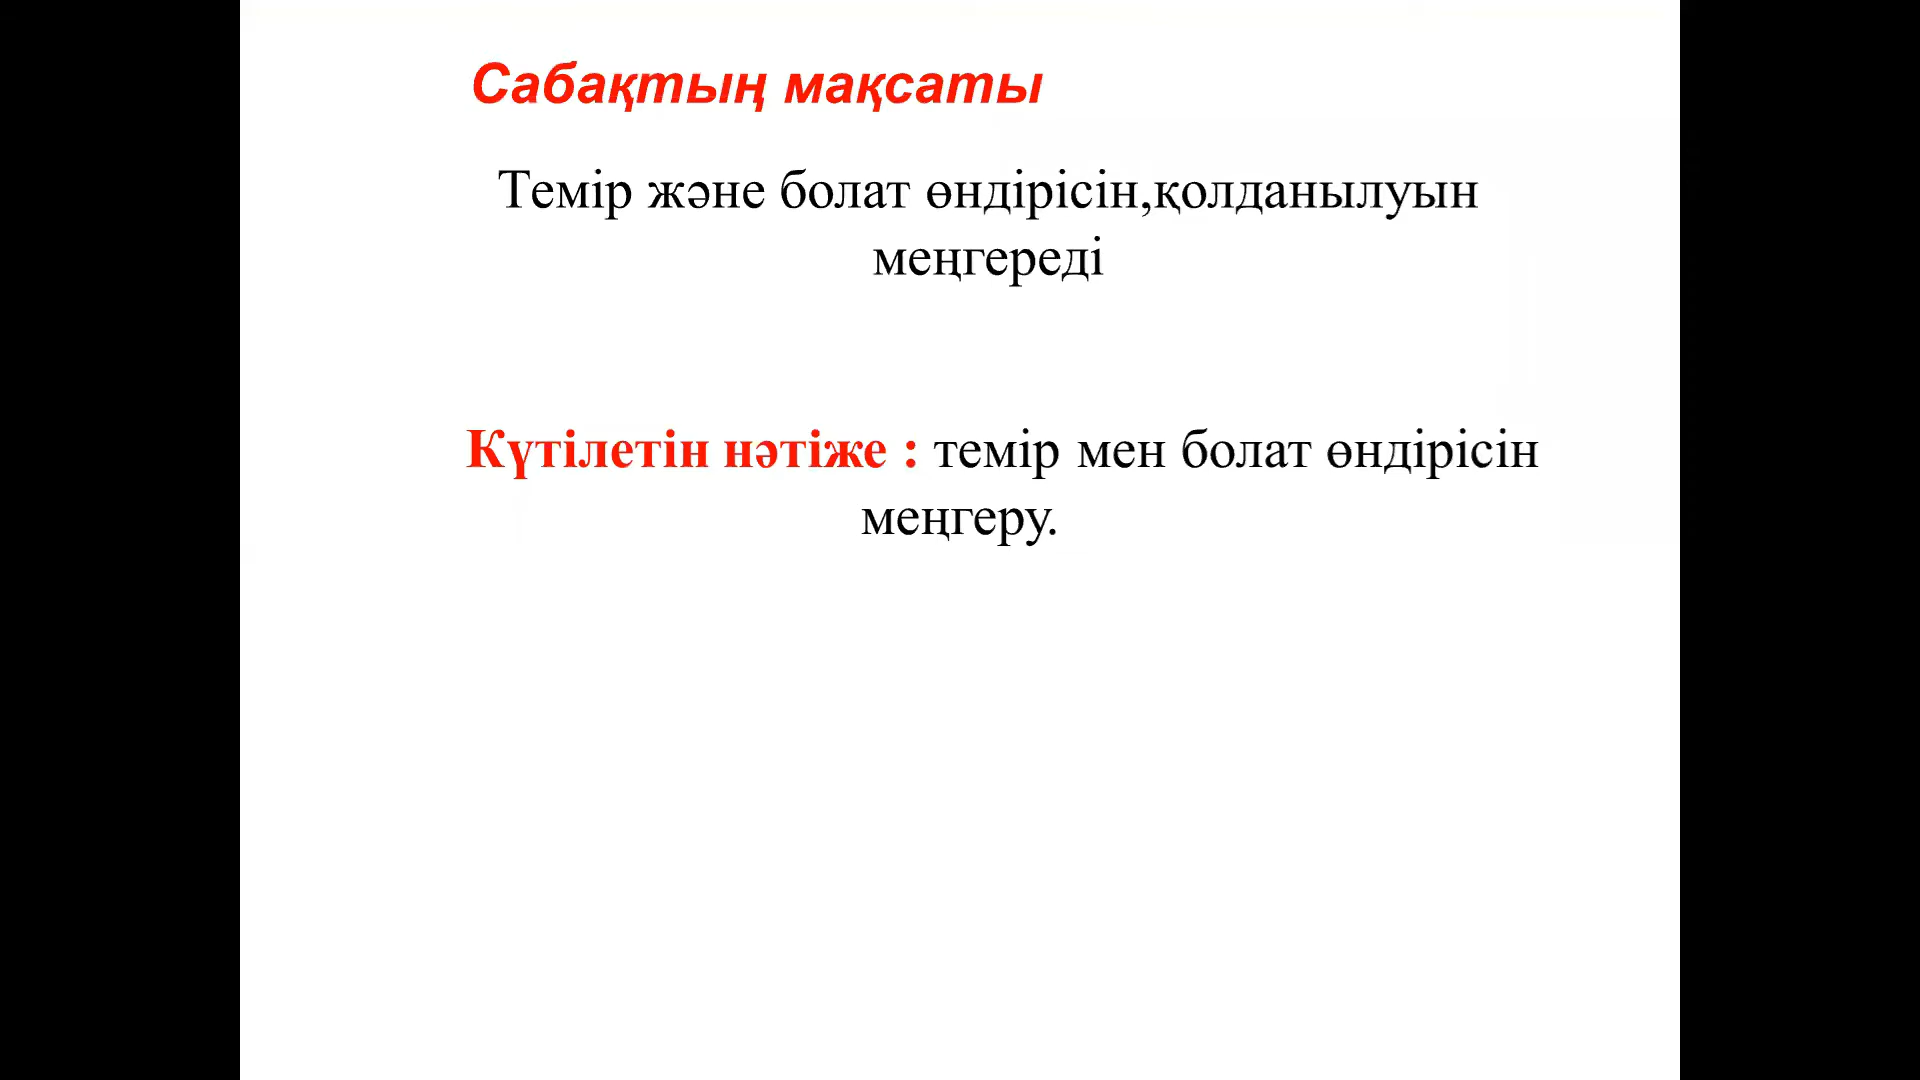 Сабақтың мақсаты
Темір және болат өндірісін,қолданылуын
меңгереді
Күтілетін нәтіже : темір мен болат өндірісін
меңгеру.